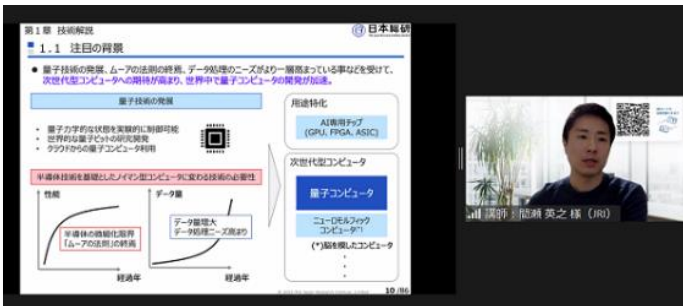 第1章 技術解説
日本総研
1.1 注目の背景
● 量子技術の発展、ムーアの法則の終焉、データ処理のニーズがより一層高まっている事などを受けて、
次世代型コンピュータへの期待が高まり、世界中で量子コンピュータの開発が加速。
量子技術の発展
・ 量子力学的な状態を実験的に制御可能
・ 世界的な量子ビットの研究開発
・ クラウドからの量子コンピュータ利用
半導体技術を基礎としたノイマン型コンピュータに変わる技術の必要性
性能
半導体の微細化限界
「ムーアの法則」の終焉
経過年
データ量
データ量増大
データ処理ニーズ高まり
経過年
用途特化
AI専用チップ
(GPU, FPGA, ASIC)
次世代型コンピュータ
量子コンピュータ
ニューロモルフィック
コンピュータ(*)
(*)脳を模したコンピュータ
10 /86
講師：間瀬 英之 様（JRI）